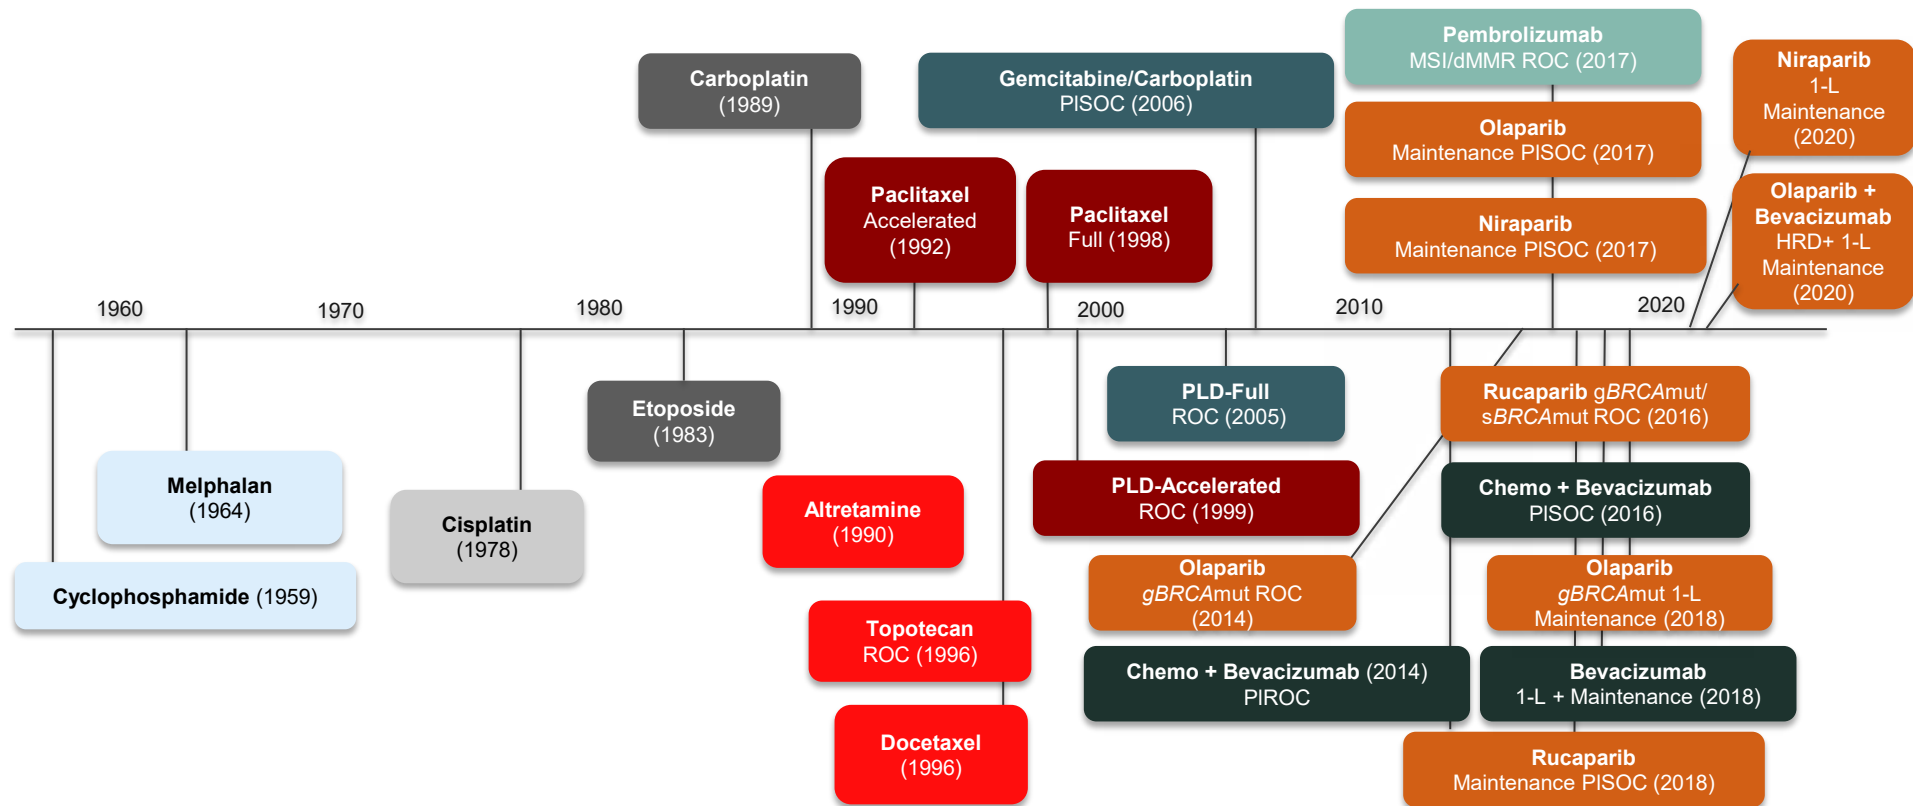 Pembrolizumab
MSI/dMMR ROC (2017)
Carboplatin
(1989)
Gemcitabine/Carboplatin
PISOC (2006)
Niraparib
1-L
Maintenance
(2020)
Olaparib
Maintenance PISOC (2017)
Paclitaxel
Accelerated
(1992)
Paclitaxel
Full (1998)
Olaparib +
Bevacizumab
HRD+ 1-L
Maintenance
(2020)
Niraparib
Maintenance PISOC (2017)
1960
1970
1980
1990
2000
2010
2020
Etoposide
(1983)
PLD-Full
ROC (2005)
Rucaparib gBRCAmut/
sBRCAmut ROC (2016)
Melphalan
(1964)
Cisplatin
(1978)
Altretamine
(1990)
PLD-Accelerated
ROC (1999)
Chemo + Bevacizumab
PISOC (2016)
Cyclophosphamide (1959)
Olaparib
gBRCAmut ROC
(2014)
Olaparib
gBRCAmut 1-L
Maintenance (2018)
Topotecan
ROC (1996)
Chemo + Bevacizumab (2014)
PIROC
Bevacizumab
1-L + Maintenance (2018)
Docetaxel
(1996)
Rucaparib
Maintenance PISOC (2018)